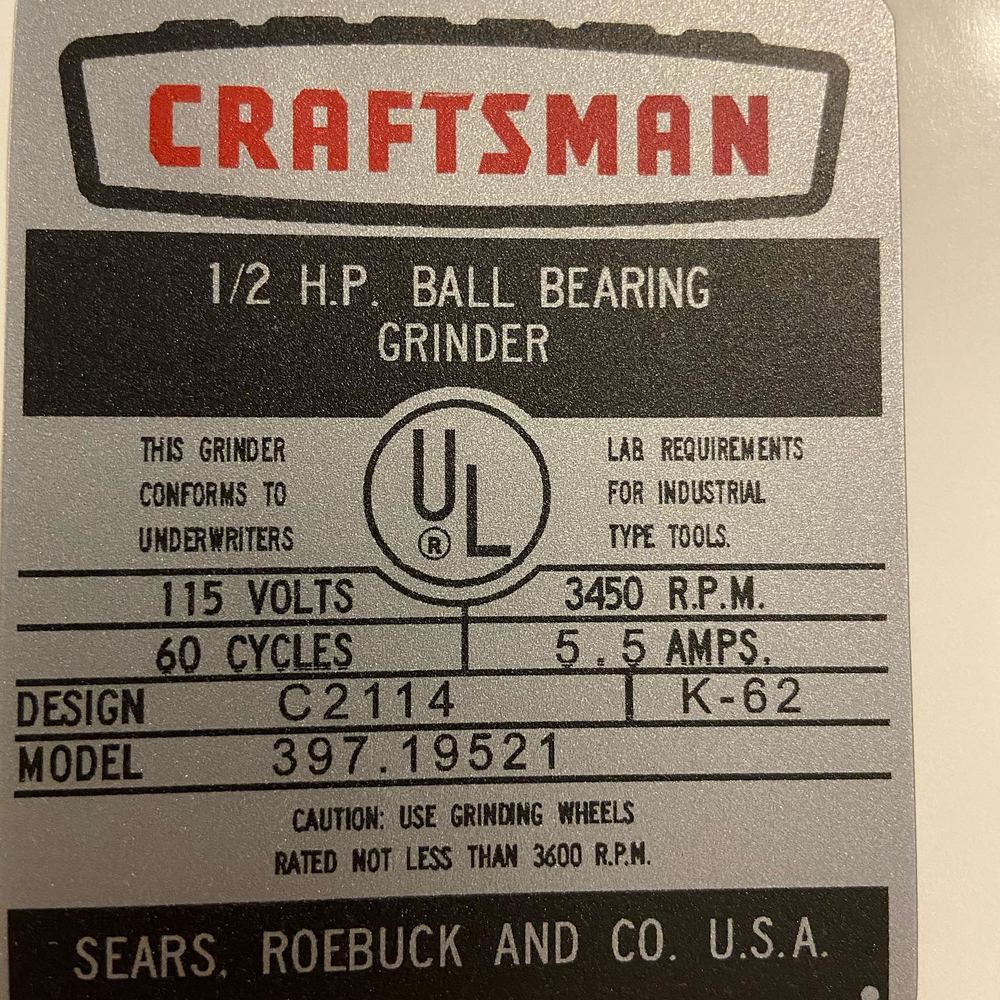 CRAFTSMAN
1/2 H.P. BALL BEARING
GRINDER
THIS GRINDER
CONFORMS TO
UNDERWRITERS
UL
®
LAB REQUIREMENTS
FOR INDUSTRIAL
TYPE TOOLS.
115 VOLTS 3450 R.P.M.
60 CYCLES 5.5 AMPS.
DESIGN C2114 K-62
MODEL 397.19521
CAUTION: USE GRINDING WHEELS
RATED NOT LESS THAN 3600 R.P.M.
SEARS, ROEBUCK AND CO. U.S.A.